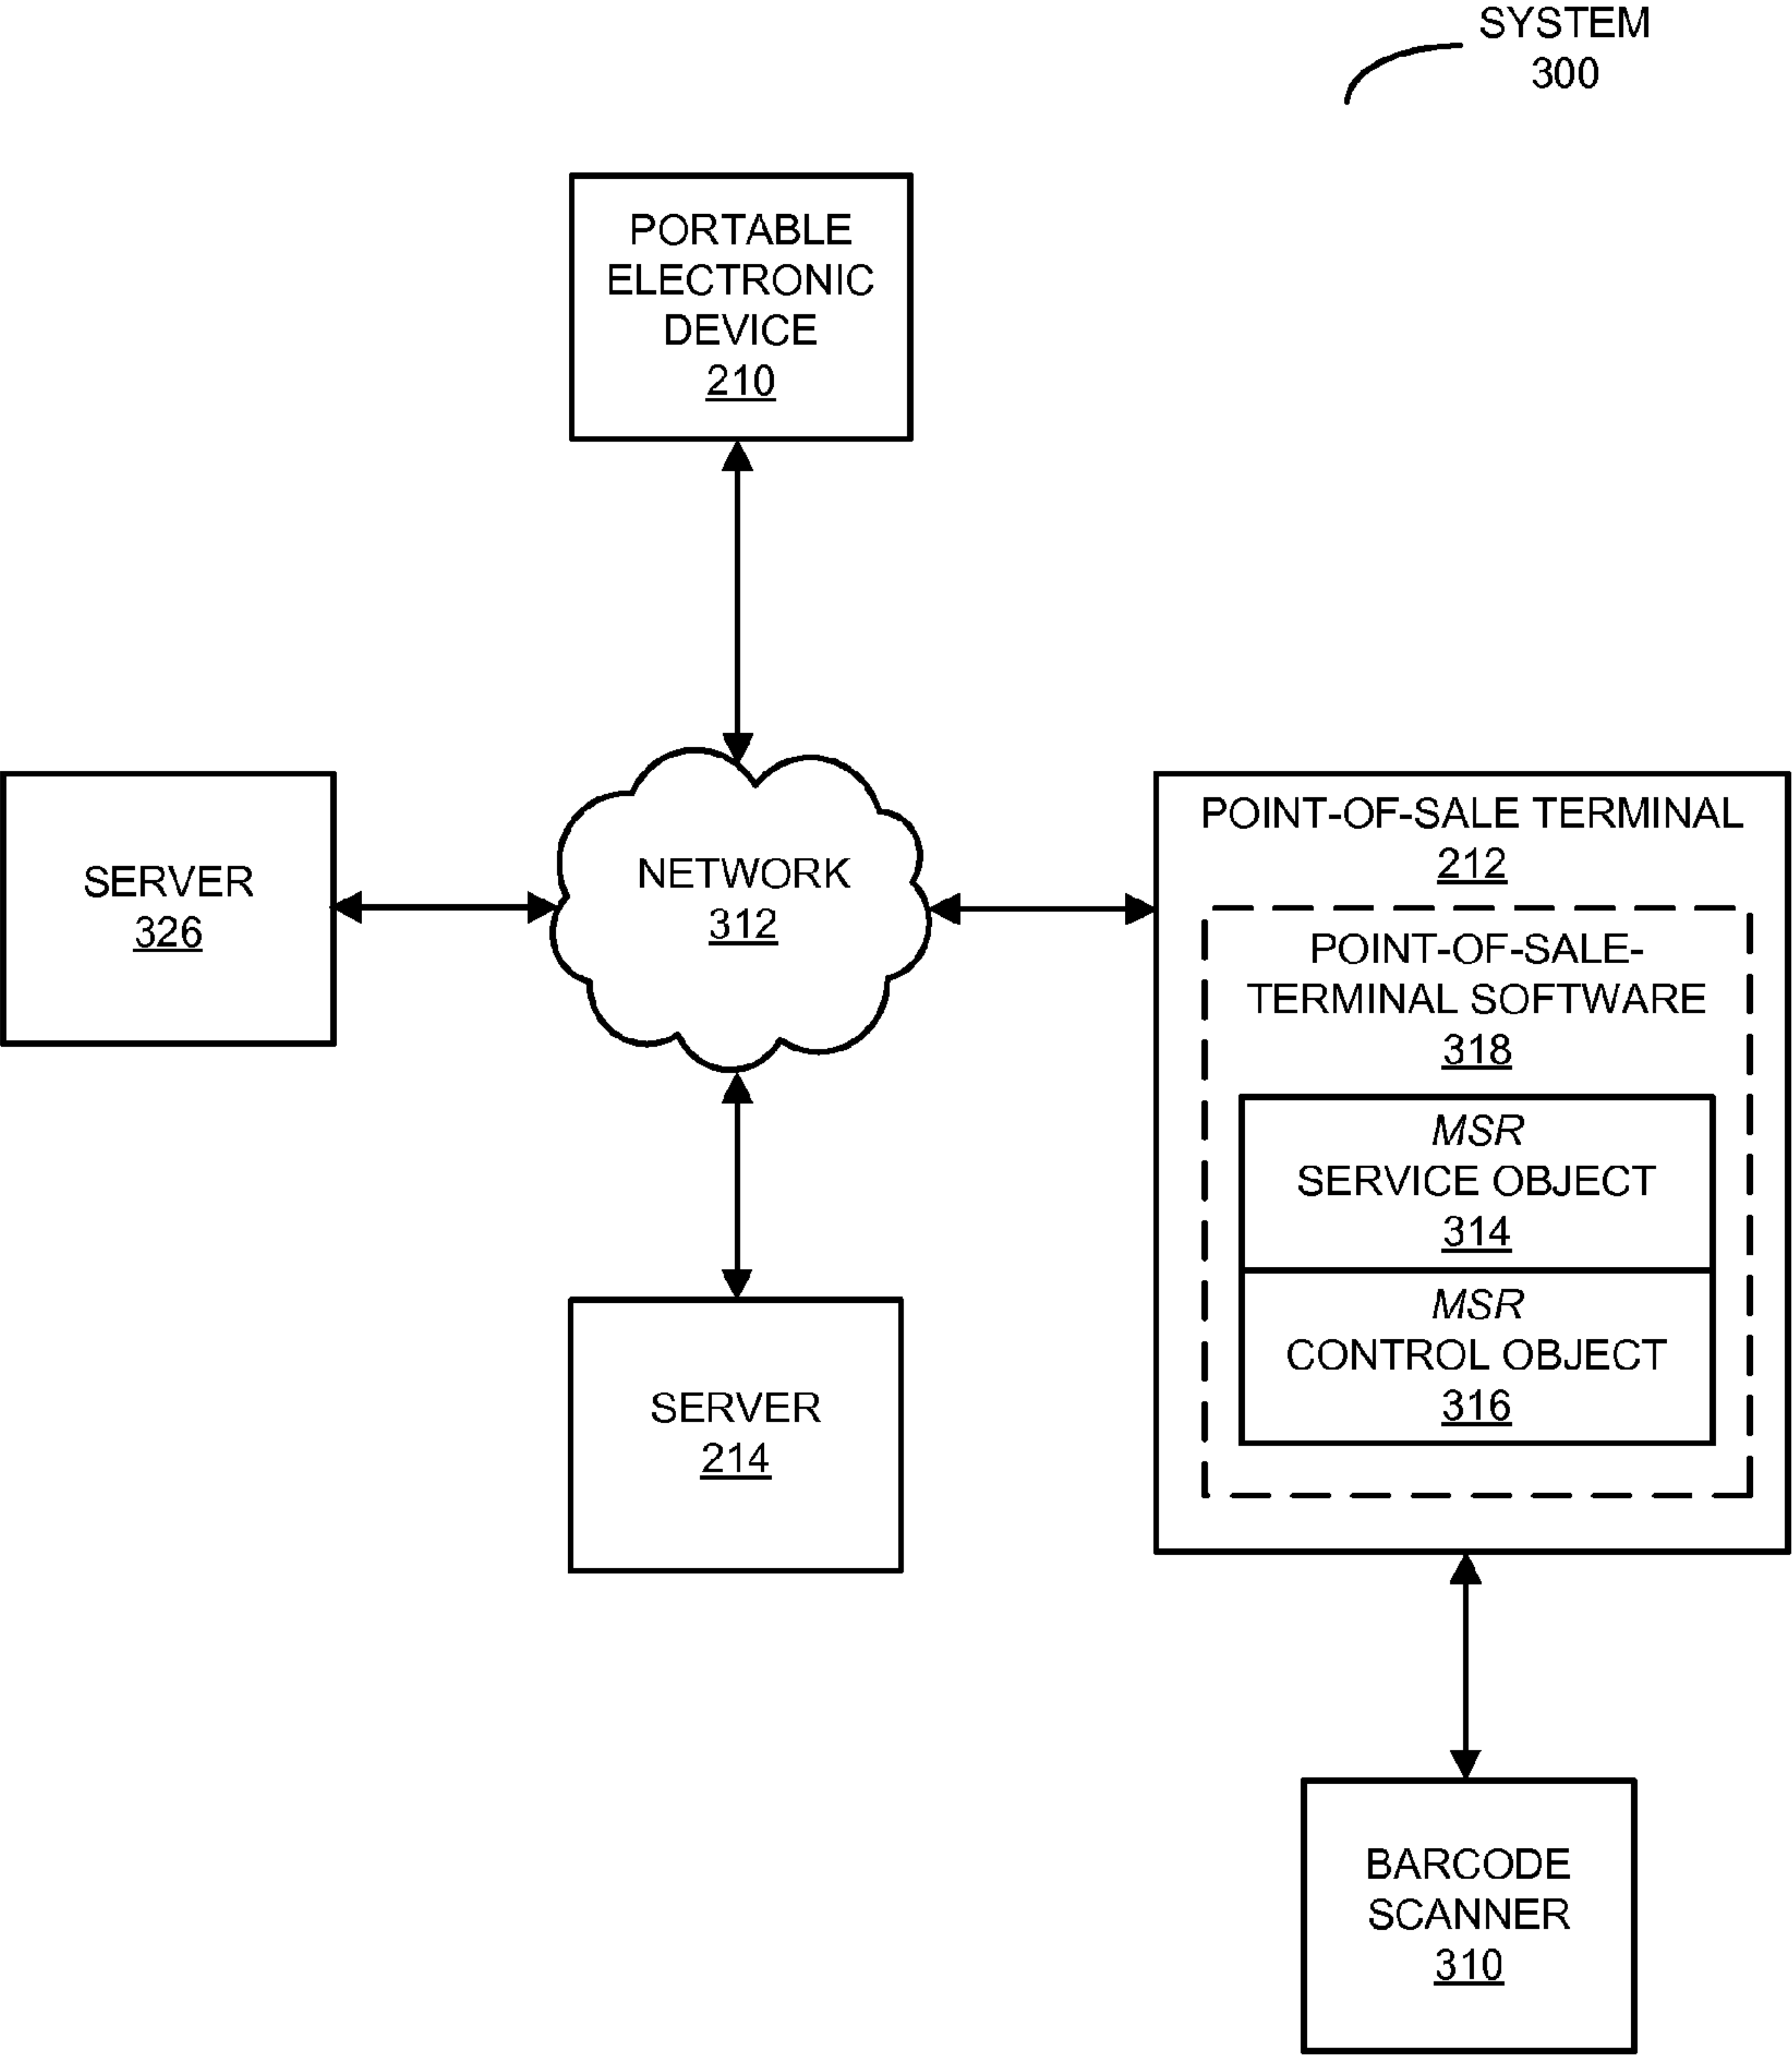 SYSTEM
300
PORTABLE
ELECTRONIC
DEVICE
210
SERVER
326
NETWORK
312
POINT-OF-SALE TERMINAL
212
POINT-OF-SALE-
TERMINAL SOFTWARE
318
MSR
SERVICE OBJECT
314
MSR
CONTROL OBJECT
316
SERVER
214
BARCODE
SCANNER
310